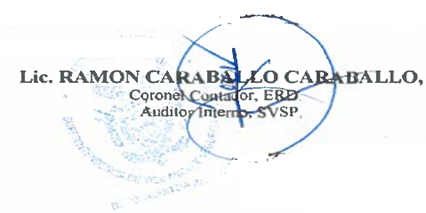 Lic. RAMON CARABALLO CARABALLO,
Coronel Contador, ERD
Auditor Interno, SVSP.